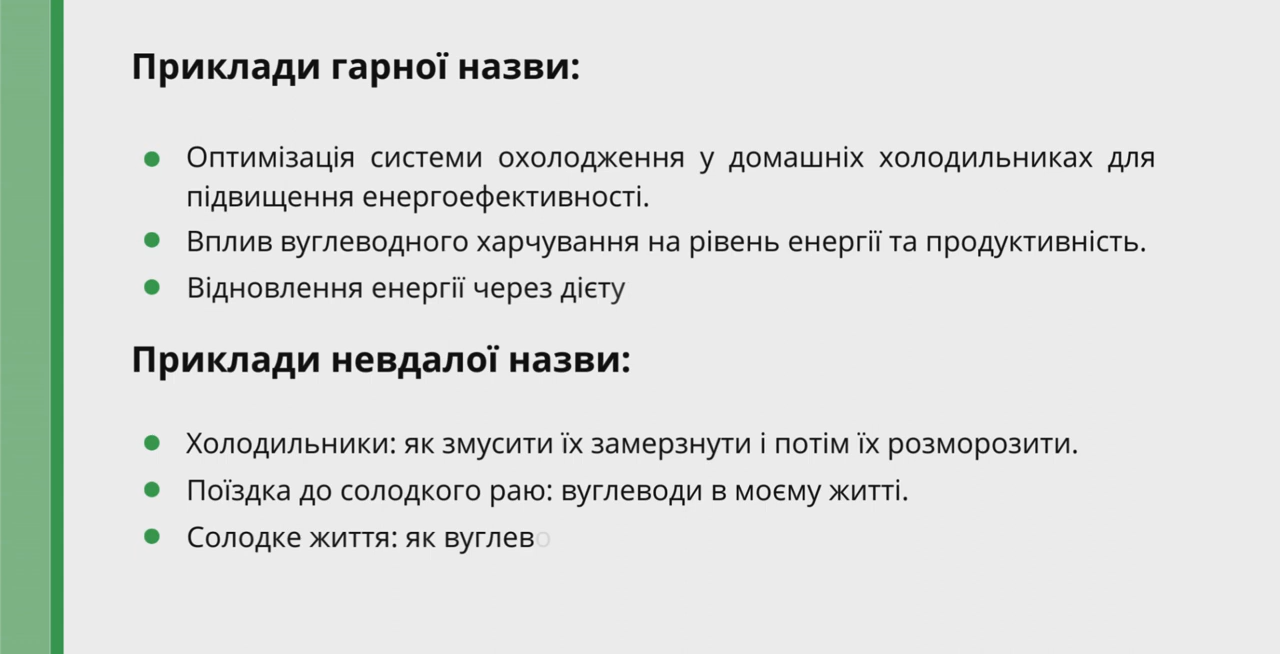 Приклади гарної назви:
Оптимізація системи охолодження у домашніх холодильниках для
підвищення енергоефективності.
Вплив вуглеводного харчування на рівень енергії та продуктивність.
Відновлення енергії через дієту
Приклади невдалої назви:
Холодильники: як змусити їх замерзнути і потім їх розморозити.
Поїздка до солодкого раю: вуглеводи в моєму житті.
Солодке життя: як вуглево